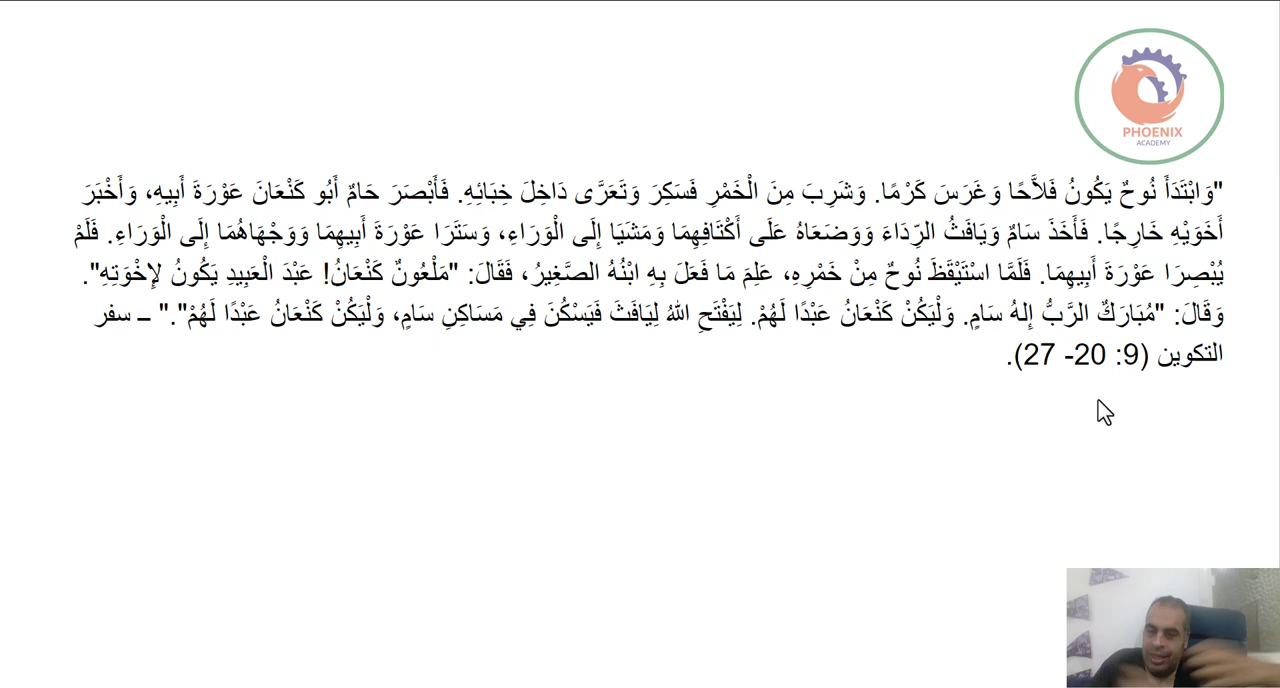 PHOENIX
ACADEMY
"وَابْتَدَأَ نُوحٌ يَكُونُ فَلاَّحًا وَغَرَسَ كَرْمًا. وَشَرِبَ مِنَ الْخَمْرِ فَسَكِرَ وَتَعَرَّى دَاخِلَ خِبَائِهِ. فَأَبْصَرَ حَامٌ أَبُو كَنْعَانَ عَوْرَةَ أَبِيهِ، وَأَخْبَرَ
أَخَوَيْهِ خَارِجًا. فَأَخَذَ سَامٌ وَيَافَثُ الرِّدَاءَ وَوَضَعَاهُ عَلَى أَكْتَافِهِمَا وَمَشَيَا إِلَى الْوَرَاءِ، وَسَتَرَا عَوْرَةَ أَبِيهِمَا وَوَجْهَاهُمَا إِلَى الْوَرَاءِ. فَلَمْ
يُبْصِرَا عَوْرَةَ أَبِيهِمَا. فَلَمَّا اسْتَيْقَظَ نُوحٌ مِنْ خَمْرِهِ، عَلِمَ مَا فَعَلَ بِهِ ابْنُهُ الصَّغِيرُ، فَقَالَ: "مَلْعُونٌ كَنْعَانُ! عَبْدَ الْعَبِيدِ يَكُونُ لإِخْوَتِهِ".
وَقَالَ: "مُبَارَكٌ الرَّبُّ إِلهُ سَامٍ. وَلْيَكُنْ كَنْعَانُ عَبْدًا لَهُمْ. لِيَفْتَحِ اللهُ لِيَافَثَ فَيَسْكُنَ فِي مَسَاكِنِ سَامٍ، وَلْيَكُنْ كَنْعَانُ عَبْدًا لَهُمْ"." ــ سفر
التكوين (9: 20- 27).